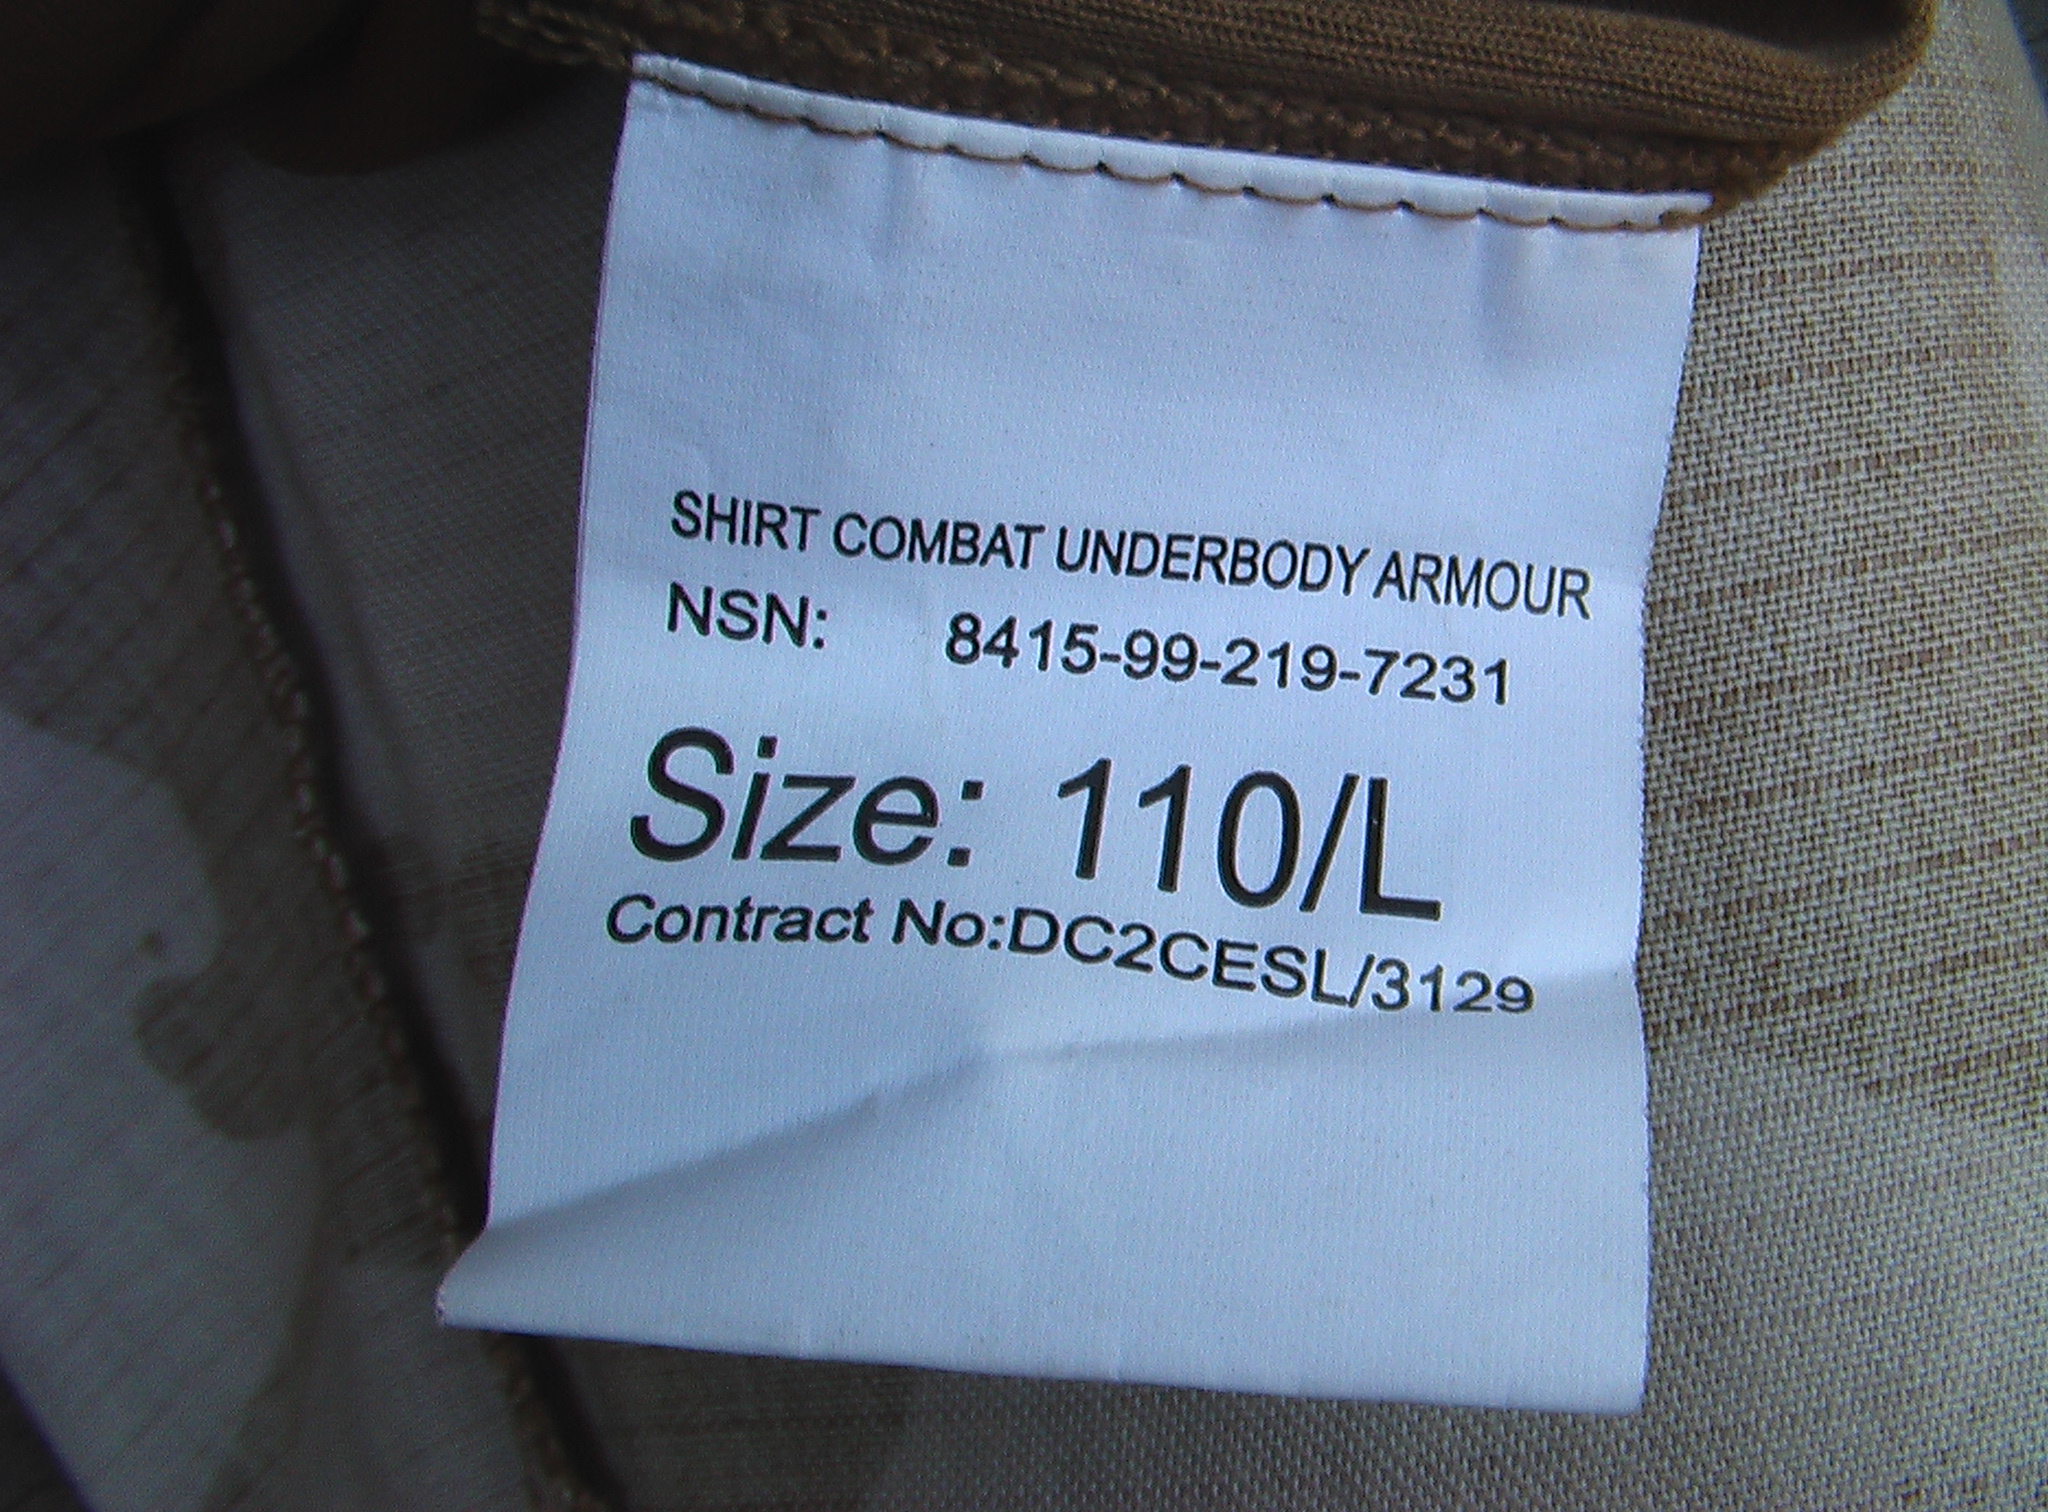 SHIRT COMBAT UNDERBODY ARMOUR
NSN: 8415-99-219-7231
Size: 110/L
Contract No:DC2CESL/3129